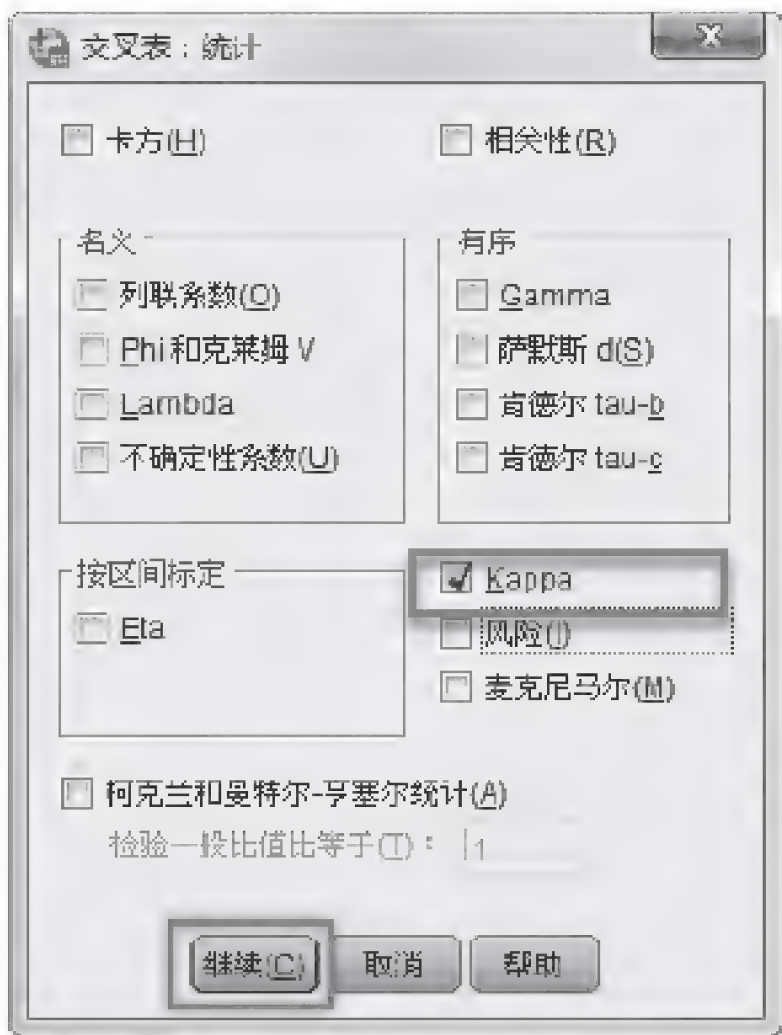 交叉表：统计
卡方(H)
相关性(R)
名义
列联系数(O)
Phi 和克莱姆 V
Lambda
不确定性系数(U)
有序
Gamma
萨默斯 d(S)
肯德尔 tau-b
肯德尔 tau-c
按区间标定
Eta
Kappa
风险(I)
麦克尼马尔(M)
柯克兰和曼特尔-亨塞尔统计(A)
检验一般比值比等于(T)： 1
继续(C) 取消 帮助